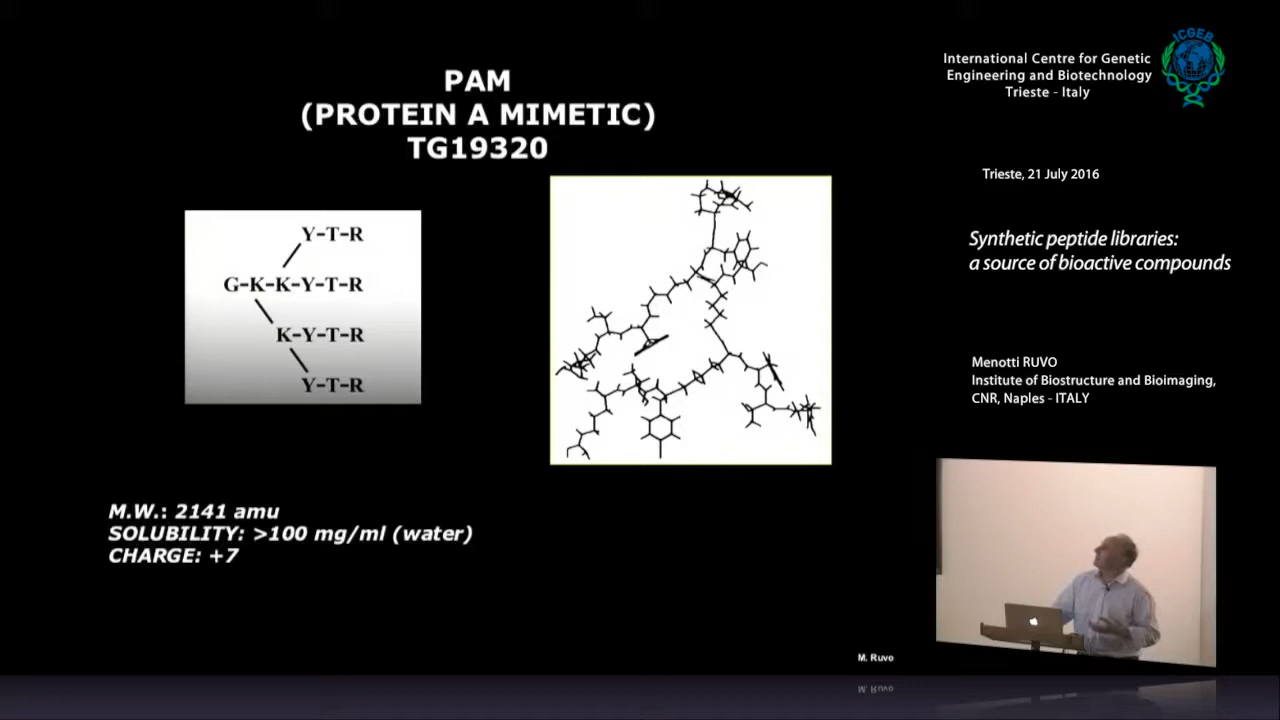 PAM
(PROTEIN A MIMETIC)
TG19320
Y-T-R
G-K-K-Y-T-R
K-Y-T-R
Y-T-R
M.W.: 2141 amu
SOLUBILITY: >100 mg/ml (water)
CHARGE: +7
M. Ruvo
International Centre for Genetic
Engineering and Biotechnology
Trieste - Italy
ICGEB
Trieste, 21 July 2016
Synthetic peptide libraries:
a source of bioactive compounds
Menotti RUVO
Institute of Biostructure and Bioimaging,
CNR, Naples - ITALY